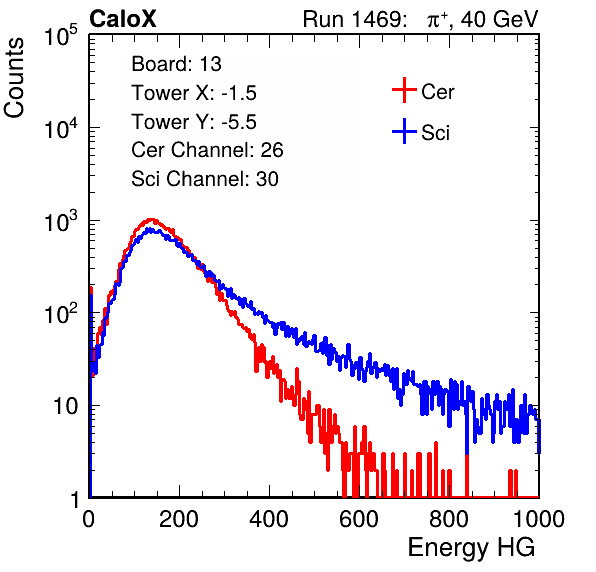 CaloX Run 1469: π⁺, 40 GeV
Counts
10⁵
10⁴
10³
10²
10
1
Board: 13
Tower X: -1.5
Tower Y: -5.5
Cer Channel: 26
Sci Channel: 30
Cer
Sci
0 200 400 600 800 1000
Energy HG